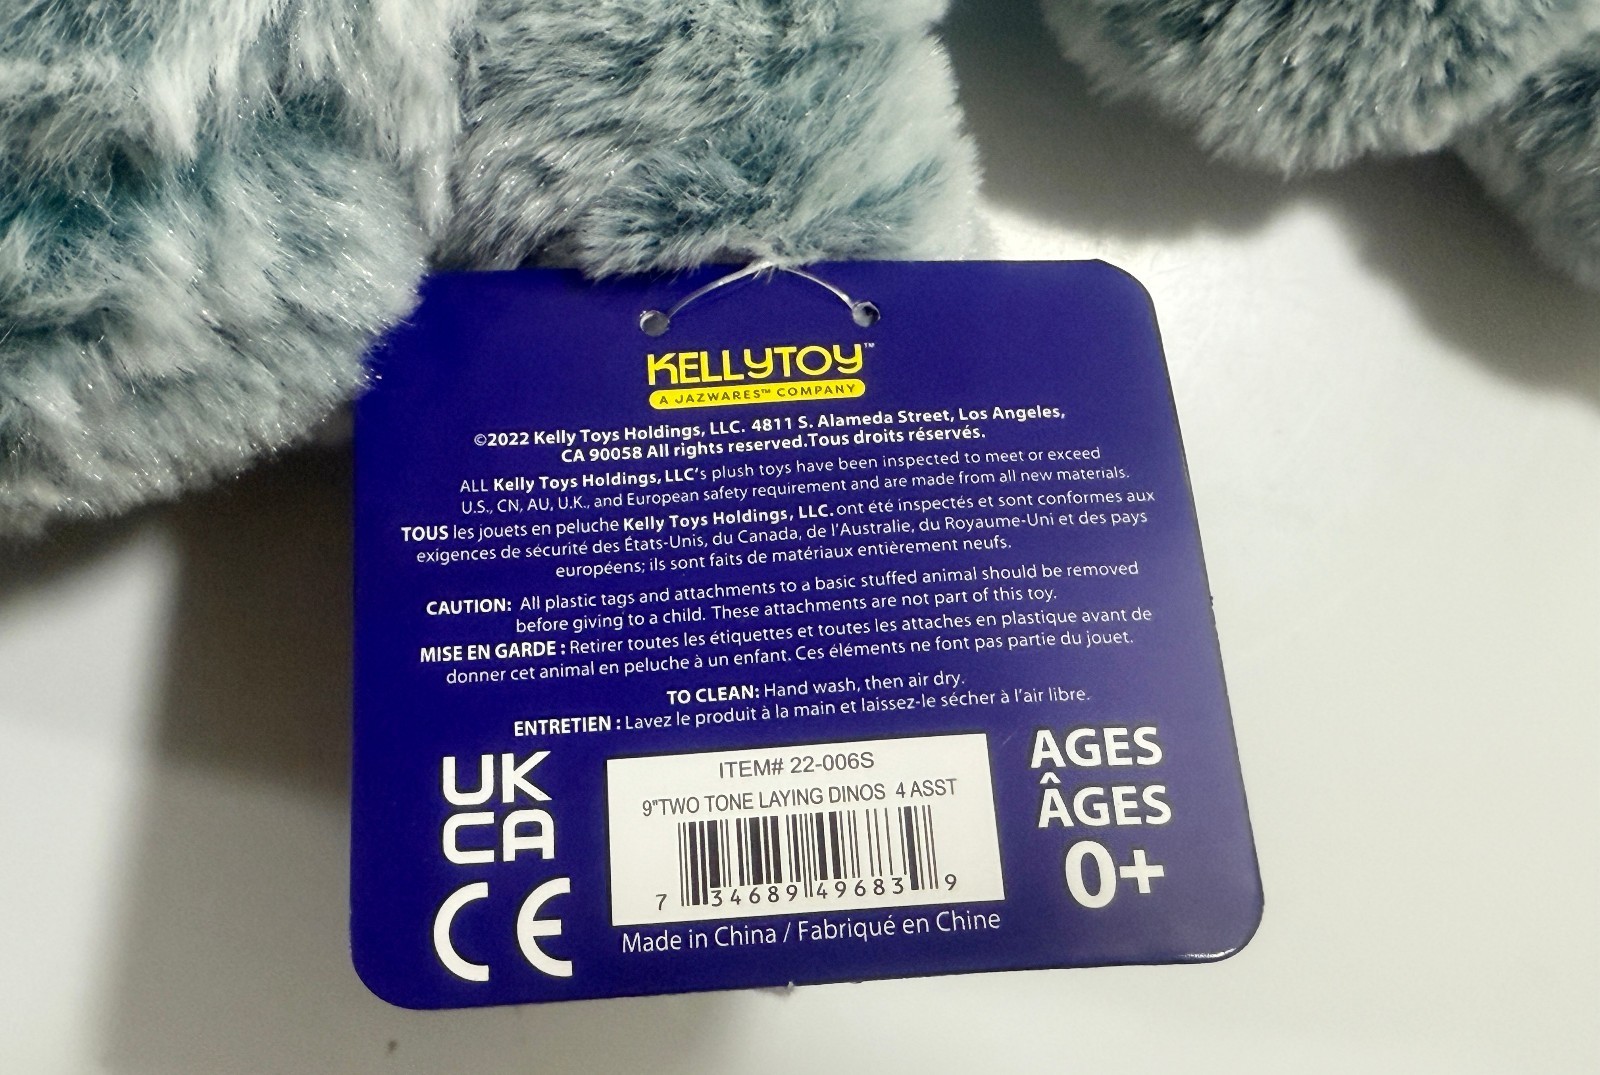 KELLYTOY™
A JAZWARES™ COMPANY
©2022 Kelly Toys Holdings, LLC. 4811 S. Alameda Street, Los Angeles,
CA 90058 All rights reserved.Tous droits réservés.
ALL Kelly Toys Holdings, LLC's plush toys have been inspected to meet or exceed
U.S., CN, AU, U.K., and European safety requirement and are made from all new materials.
TOUS les jouets en peluche Kelly Toys Holdings, LLC.ont été inspectés et sont conformes aux
exigences de sécurité des États-Unis, du Canada, de l'Australie, du Royaume-Uni et des pays
européens; ils sont faits de matériaux entièrement neufs.
CAUTION: All plastic tags and attachments to a basic stuffed animal should be removed
before giving to a child. These attachments are not part of this toy.
MISE EN GARDE : Retirer toutes les étiquettes et toutes les attaches en plastique avant de
donner cet animal en peluche à un enfant. Ces éléments ne font pas partie du jouet.
TO CLEAN: Hand wash, then air dry.
ENTRETIEN : Lavez le produit à la main et laissez-le sécher à l'air libre.
UK
CA
CE
ITEM# 22-006S
9"TWO TONE LAYING DINOS 4 ASST
7 34689 49683 9
Made in China / Fabriqué en Chine
AGES
ÂGES
0+